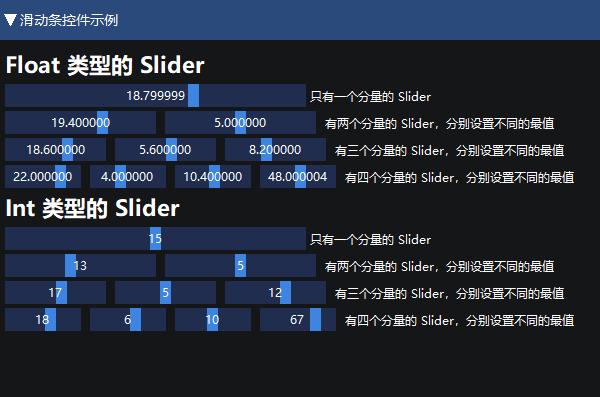 滑动条控件示例
Float 类型的 Slider
18.799999 只有一个分量的 Slider
19.400000 5.000000 有两个分量的 Slider，分别设置不同的最值
18.600000 5.600000 8.200000 有三个分量的 Slider，分别设置不同的最值
22.000000 4.000000 10.400000 48.000004 有四个分量的 Slider，分别设置不同的最值
Int 类型的 Slider
15 只有一个分量的 Slider
13 5 有两个分量的 Slider，分别设置不同的最值
17 5 12 有三个分量的 Slider，分别设置不同的最值
18 6 10 67 有四个分量的 Slider，分别设置不同的最值